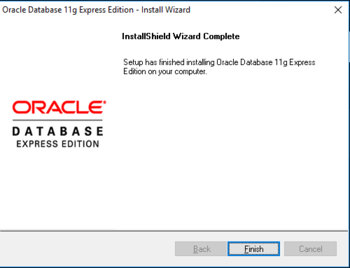 Oracle Database 11g Express Edition - Install Wizard
InstallShield Wizard Complete
Setup has finished installing Oracle Database 11g Express
Edition on your computer.
ORACLE®
DATABASE
EXPRESS EDITION
Back
Finish
Cancel